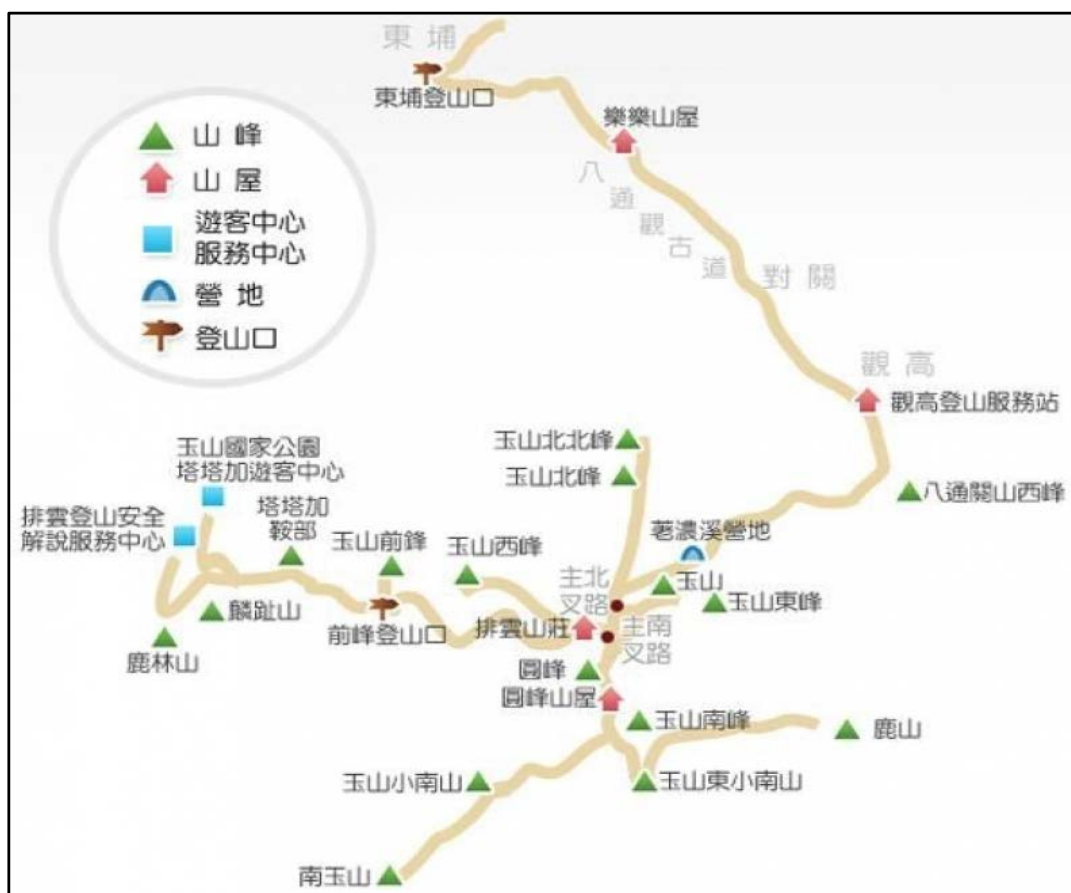 東埔
東埔登山口
山峰
山屋
遊客中心
服務中心
營地
登山口
樂樂山屋
八通觀古道
對關
觀高
觀高登山服務站
八通關山西峰
玉山北北峰
玉山北峰
玉山國家公園
塔塔加遊客中心
排雲登山安全
解說服務中心
塔塔加
鞍部
玉山前鋒
玉山西峰
荖濃溪營地
主北
叉路
玉山
玉山東峰
麟趾山
鹿林山
前峰登山口
排雲山莊
主南
叉路
圓峰
圓峰山屋
玉山南峰
鹿山
玉山小南山
玉山東小南山
南玉山